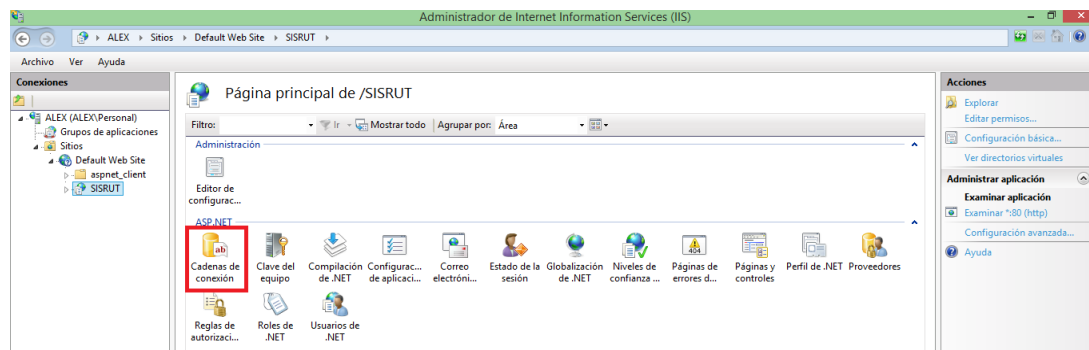 Administrador de Internet Information Services (IIS)
ALEX Sitios Default Web Site SISRUT
Archivo Ver Ayuda
Conexiones
ALEX (ALEX\Personal)
Grupos de aplicaciones
Sitios
Default Web Site
aspnet_client
SISRUT
Página principal de /SISRUT
Filtro: Ir Mostrar todo Agrupar por: Área
Administración
Editor de
configurac...
ASP.NET
ab
404
Cadenas de Clave del Compilación Configurac... Correo Estado de la Globalización Niveles de Páginas de Páginas y Perfil de .NET Proveedores
conexión equipo de .NET de aplicaci... electróni... sesión de .NET confianza ... errores d... controles
Reglas de Roles de Usuarios de
autorizaci... .NET .NET
Acciones
Explorar
Editar permisos...
Configuración básica...
Ver directorios virtuales
Administrar aplicación
Examinar aplicación
Examinar *:80 (http)
Configuración avanzada...
Ayuda